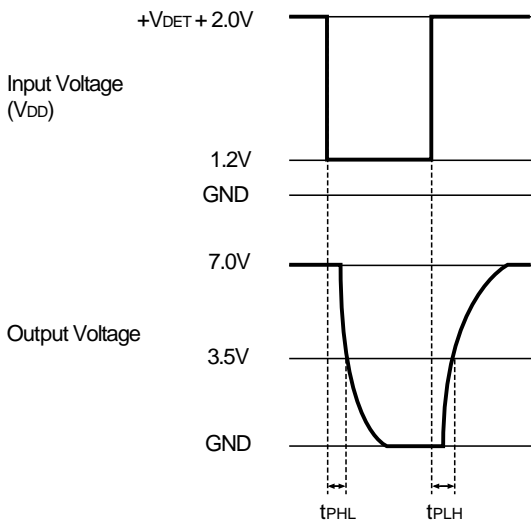 +VDET + 2.0V
Input Voltage
(VDD)
1.2V
GND
7.0V
Output Voltage
3.5V
GND
tPHL
tPLH